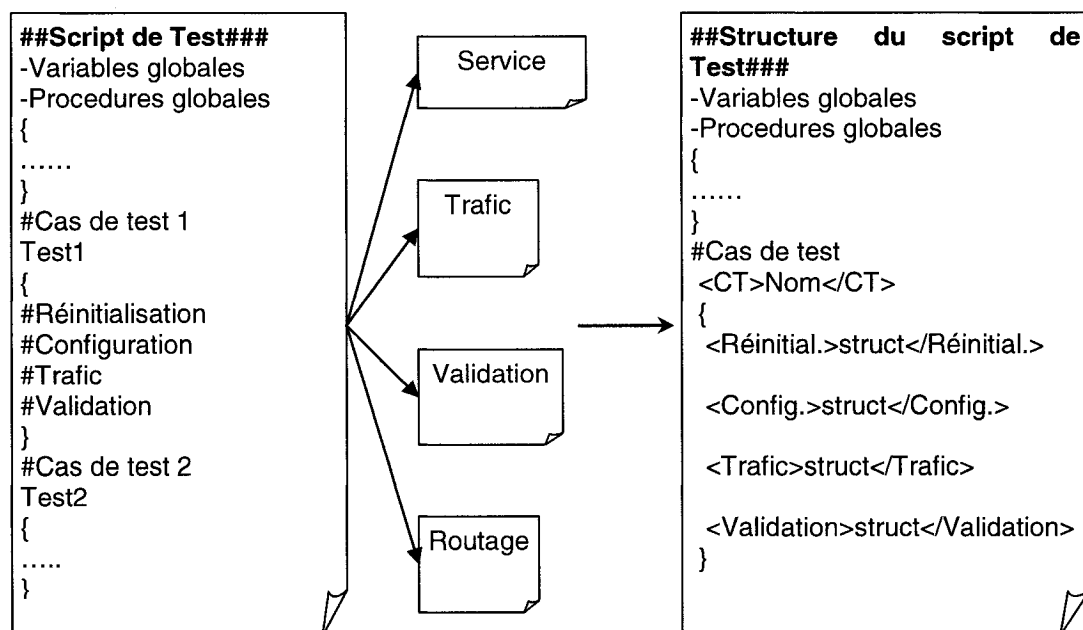 ##Script de Test###
-Variables globales
-Procedures globales
{
......
}
#Cas de test 1
Test1
{
#Réinitialisation
#Configuration
#Trafic
#Validation
}
#Cas de test 2
Test2
{
.....
}
Service
Trafic
Validation
Routage
##Structure du script de
Test###
-Variables globales
-Procedures globales
{
......
}
#Cas de test
<CT>Nom</CT>
{
<Réinitial.>struct</Réinitial.>
<Config.>struct</Config.>
<Trafic>struct</Trafic>
<Validation>struct</Validation>
}